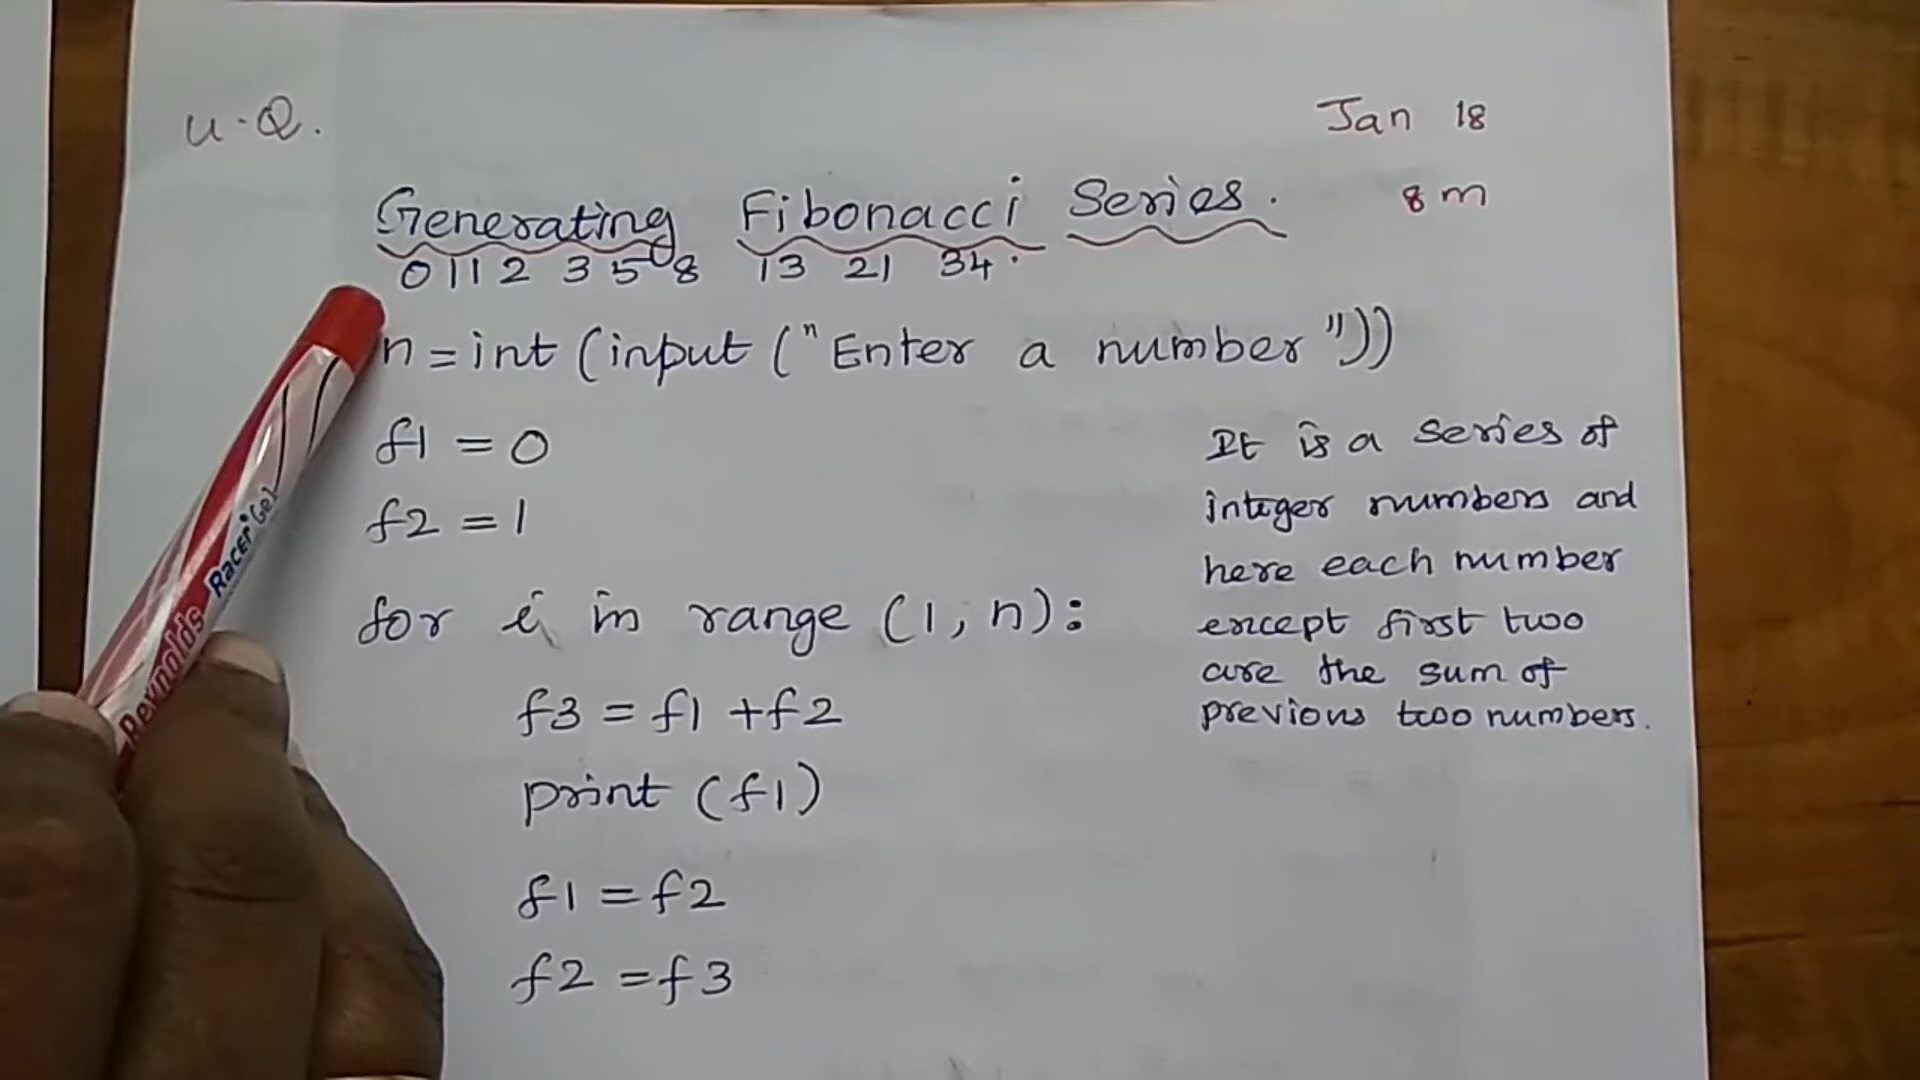 U.Q.
Jan 18
8 m
Generating Fibonacci Series.
0 1 1 2 3 5 8 13 21 34.
n = int (input ("Enter a number"))
f1 = 0
f2 = 1
for i in range (1, n):
f3 = f1 + f2
print (f1)
f1 = f2
f2 = f3
It is a series of
integer numbers and
here each number
except first two
are the sum of
previous two numbers.
Reynolds RACER Gel